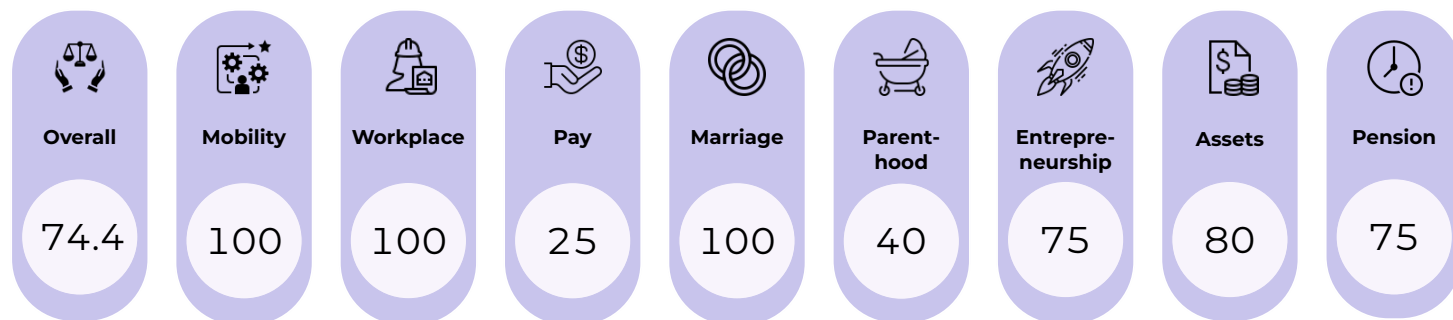 Overall
74.4
Mobility
100
Workplace
100
$
Pay
25
Marriage
100
Parent-
hood
40
Entrepre-
neurship
75
$
Assets
80
!
Pension
75